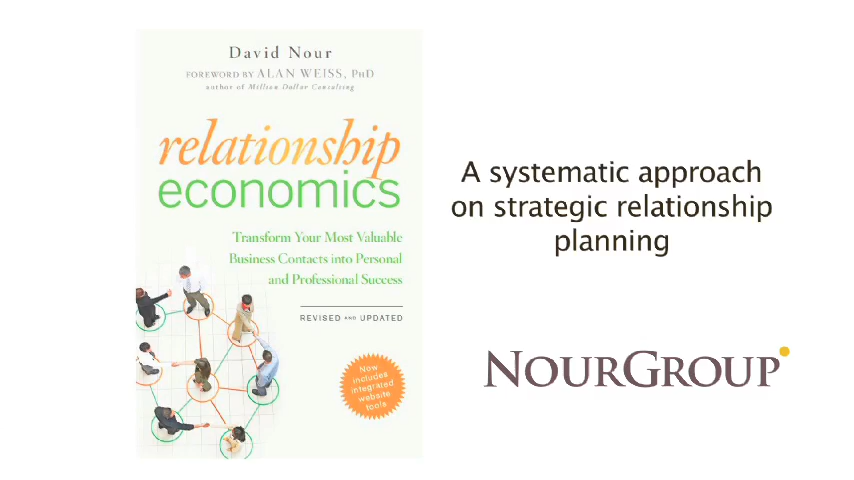 David Nour
FOREWORD BY ALAN WEISS, PHD
author of Million Dollar Consulting
relationship
economics
Transform Your Most Valuable
Business Contacts into Personal
and Professional Success
REVISED AND UPDATED
Now
includes
integrated
website
tools
A systematic approach
on strategic relationship
planning
NOURGROUP